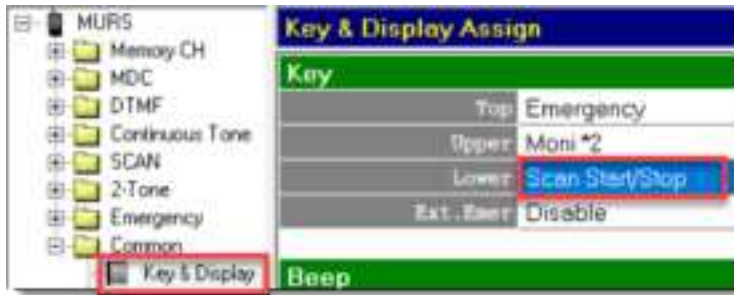 MURS
Memory CH
MDC
DTMF
Continuous Tone
SCAN
2-Tone
Emergency
Common
Key & Display
Key & Display Assign
Key
Top Emergency
Upper Moni *2
Lower Scan Start/Stop
Ext.Emer Disable
Beep